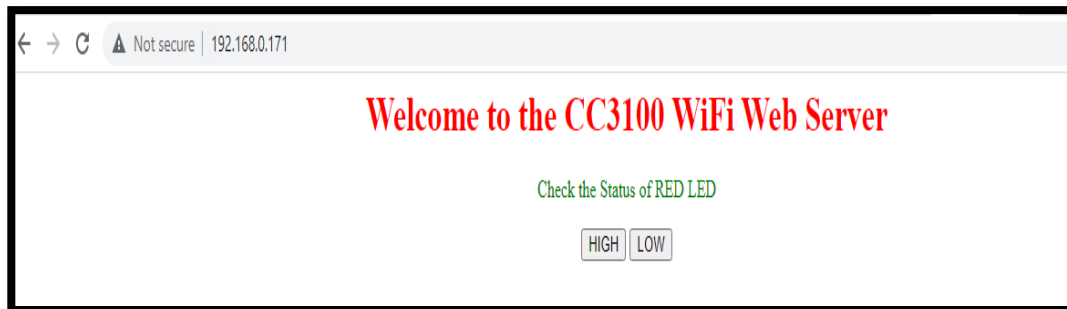 Not secure 192.168.0.171
Welcome to the CC3100 WiFi Web Server
Check the Status of RED LED
HIGH LOW